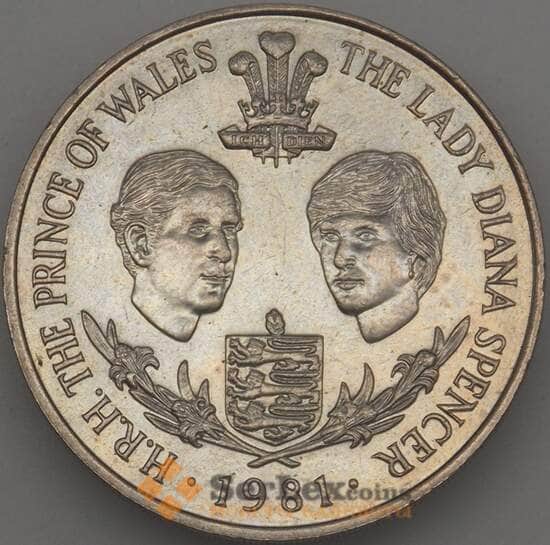 H.R.H. THE PRINCE OF WALES
THE LADY DIANA SPENCER
ICH DIEN
· 1981 ·